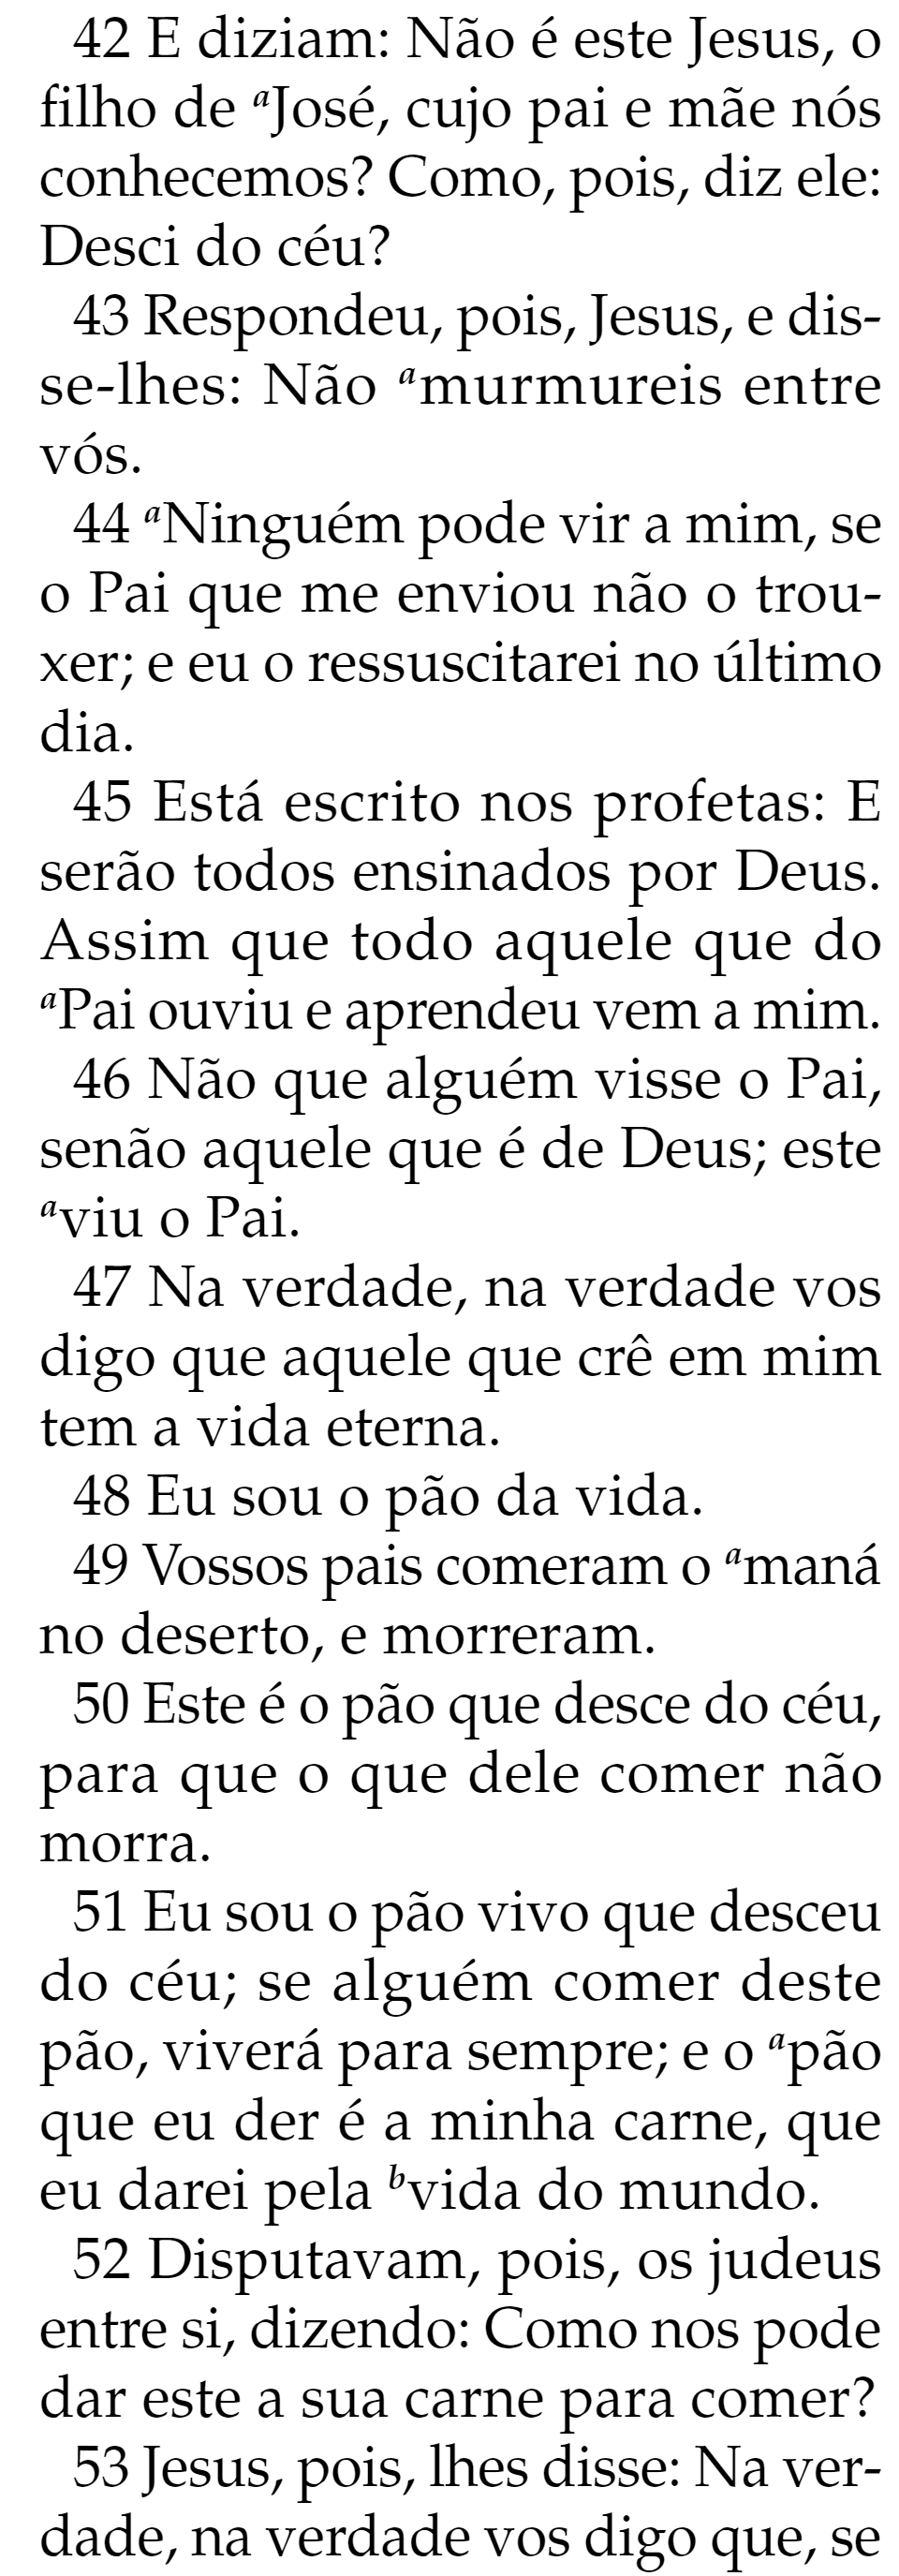 42 E diziam: Não é este Jesus, o
filho de aJosé, cujo pai e mãe nós
conhecemos? Como, pois, diz ele:
Desci do céu?
43 Respondeu, pois, Jesus, e dis-
se-lhes: Não amurmureis entre
vós.
44 aNinguém pode vir a mim, se
o Pai que me enviou não o trou-
xer; e eu o ressuscitarei no último
dia.
45 Está escrito nos profetas: E
serão todos ensinados por Deus.
Assim que todo aquele que do
aPai ouviu e aprendeu vem a mim.
46 Não que alguém visse o Pai,
senão aquele que é de Deus; este
aviu o Pai.
47 Na verdade, na verdade vos
digo que aquele que crê em mim
tem a vida eterna.
48 Eu sou o pão da vida.
49 Vossos pais comeram o amaná
no deserto, e morreram.
50 Este é o pão que desce do céu,
para que o que dele comer não
morra.
51 Eu sou o pão vivo que desceu
do céu; se alguém comer deste
pão, viverá para sempre; e o apão
que eu der é a minha carne, que
eu darei pela bvida do mundo.
52 Disputavam, pois, os judeus
entre si, dizendo: Como nos pode
dar este a sua carne para comer?
53 Jesus, pois, lhes disse: Na ver-
dade, na verdade vos digo que, se